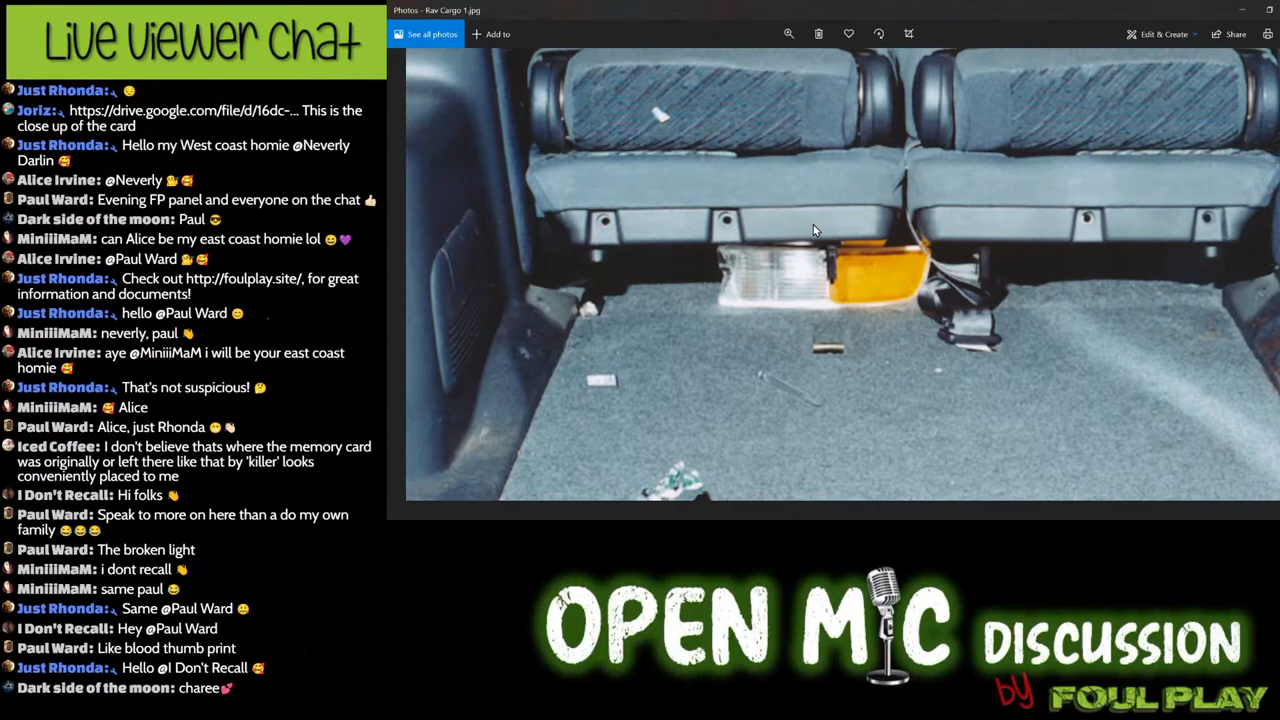 Live Viewer Chat
Just Rhonda: 😔
Joriz: https://drive.google.com/file/d/16dc-... This is the
close up of the card
Just Rhonda: Hello my West coast homie @Neverly
Darlin 🥰
Alice Irvine: @Neverly 💁🥰
Paul Ward: Evening FP panel and everyone on the chat 👍🏻
Dark side of the moon: Paul 😎
MiniiiMaM: can Alice be my east coast homie lol 😆💜
Alice Irvine: @Paul Ward 💁🥰
Just Rhonda: Check out http://foulplay.site/, for great
information and documents!
Just Rhonda: hello @Paul Ward 😊
MiniiiMaM: neverly, paul 👋
Alice Irvine: aye @MiniiiMaM i will be your east coast
homie 🥰
Just Rhonda: That's not suspicious! 🤔
MiniiiMaM: 🥰 Alice
Paul Ward: Alice, just Rhonda 😁👋🏻
Iced Coffee: I don't believe thats where the memory card
was originally or left there like that by 'killer' looks
conveniently placed to me
I Don't Recall: Hi folks 👋
Paul Ward: Speak to more on here than a do my own
family 😂😂😂
Paul Ward: The broken light
MiniiiMaM: i dont recall 👋
MiniiiMaM: same paul 😂
Just Rhonda: Same @Paul Ward 🙂
I Don't Recall: Hey @Paul Ward
Paul Ward: Like blood thumb print
Just Rhonda: Hello @I Don't Recall 🥰
Dark side of the moon: charee💕
Photos - Rav Cargo 1.jpg
See all photos
Add to
Edit & Create
Share
OPEN MIC
DISCUSSION
by FOUL PLAY